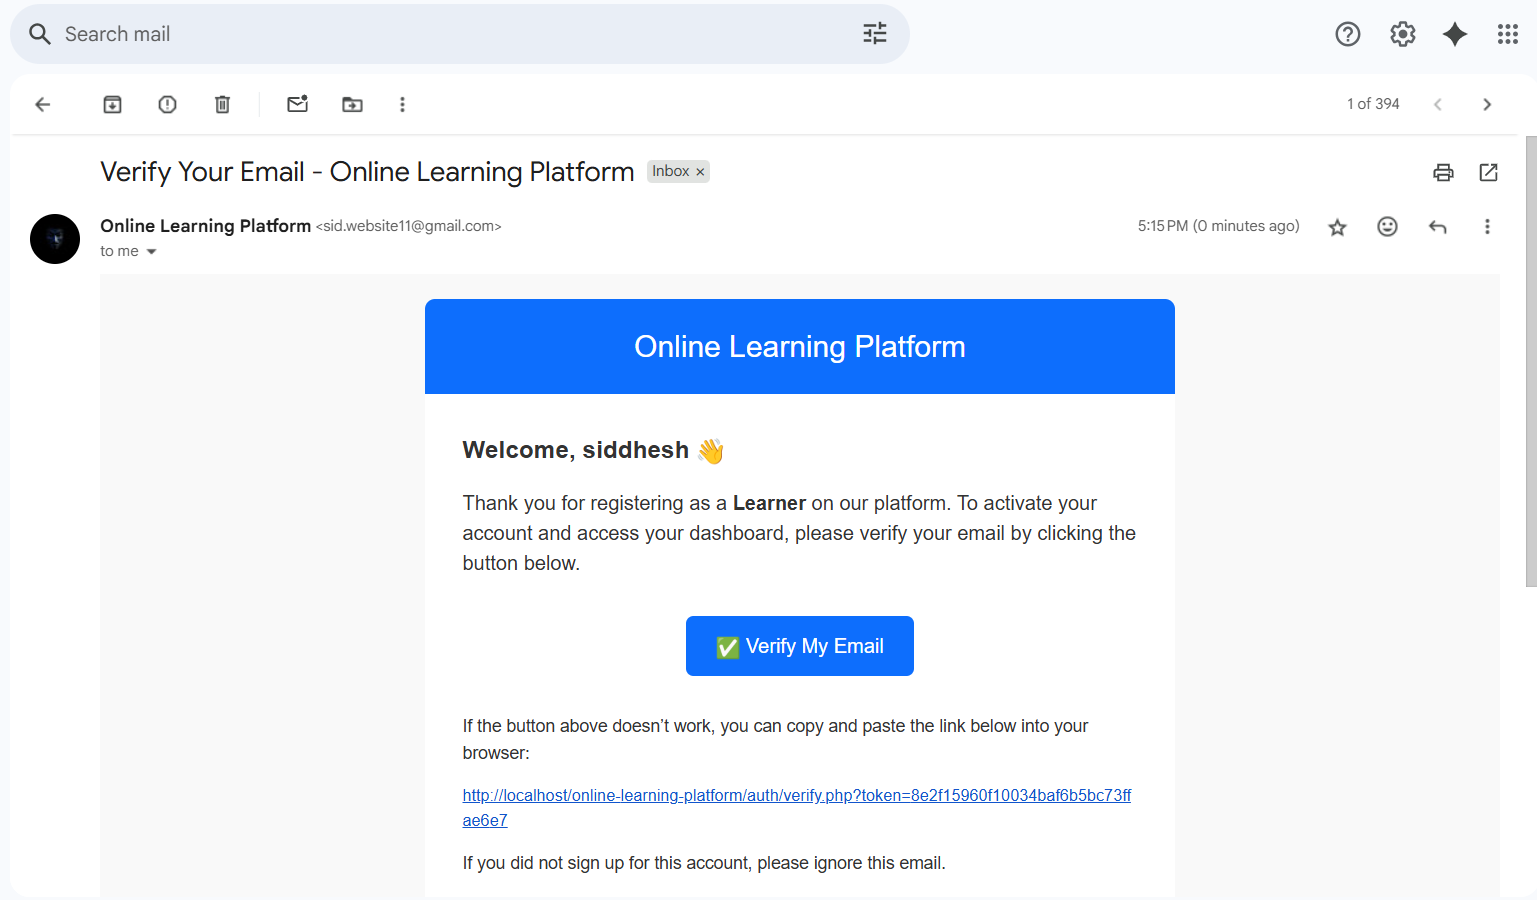 Search mail
1 of 394
Verify Your Email - Online Learning Platform
Inbox ×
Online Learning Platform <sid.website11@gmail.com>
5:15 PM (0 minutes ago)
to me
Online Learning Platform
Welcome, siddhesh 👋
Thank you for registering as a Learner on our platform. To activate your
account and access your dashboard, please verify your email by clicking the
button below.
✅ Verify My Email
If the button above doesn’t work, you can copy and paste the link below into your
browser:
http://localhost/online-learning-platform/auth/verify.php?token=8e2f15960f10034baf6b5bc73ff
ae6e7
If you did not sign up for this account, please ignore this email.